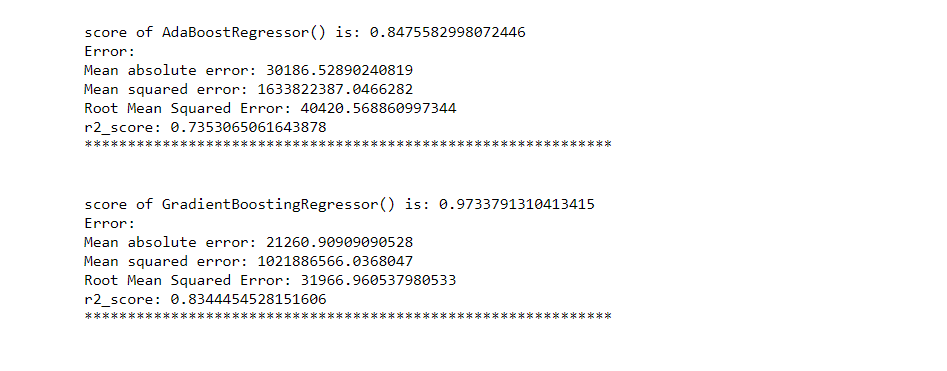 score of AdaBoostRegressor() is: 0.8475582998072446
Error:
Mean absolute error: 30186.52890240819
Mean squared error: 1633822387.0466282
Root Mean Squared Error: 40420.568860997344
r2_score: 0.7353065061643878
*************************************************************
score of GradientBoostingRegressor() is: 0.9733791310413415
Error:
Mean absolute error: 21260.90909090528
Mean squared error: 1021886566.0368047
Root Mean Squared Error: 31966.960537980533
r2_score: 0.8344454528151606
*************************************************************